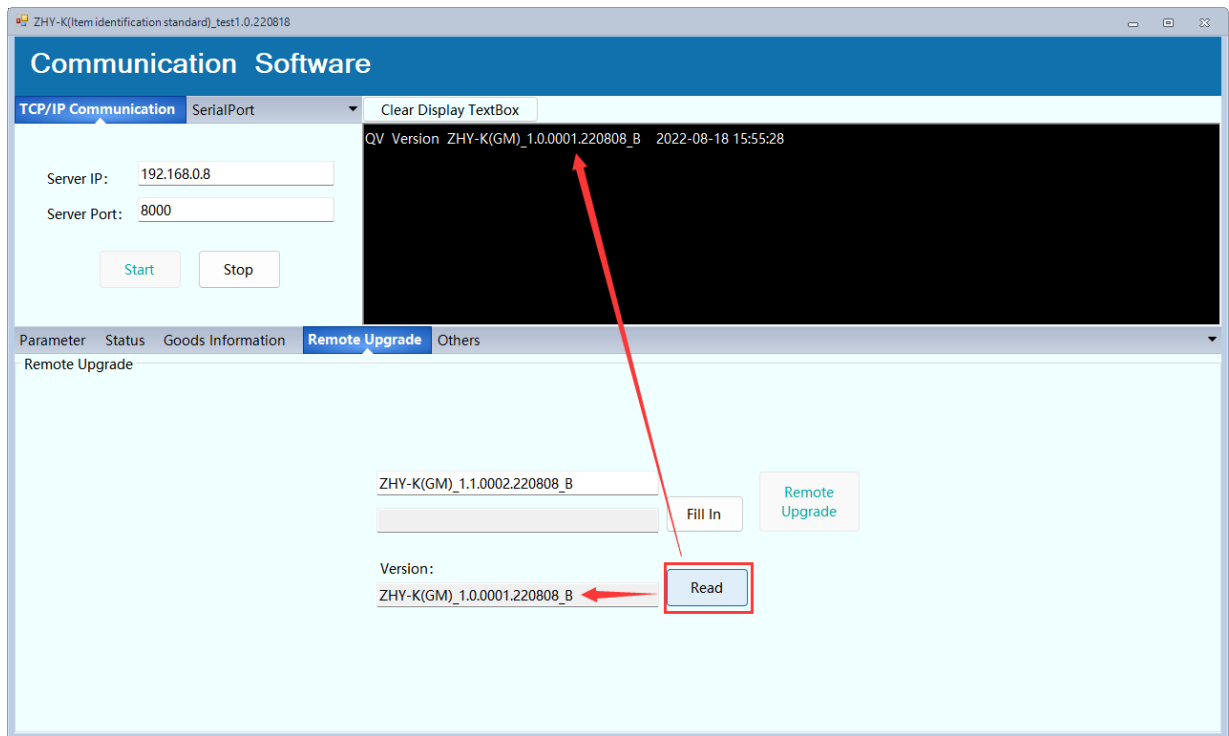 ZHY-K(Item identification standard)_test1.0.220818
Communication Software
TCP/IP Communication SerialPort Clear Display TextBox
QV Version ZHY-K(GM)_1.0.0001.220808_B 2022-08-18 15:55:28
Server IP: 192.168.0.8
Server Port: 8000
Start Stop
Parameter Status Goods Information Remote Upgrade Others
Remote Upgrade
ZHY-K(GM)_1.1.0002.220808_B
Fill In
Remote
Upgrade
Version:
ZHY-K(GM)_1.0.0001.220808_B
Read